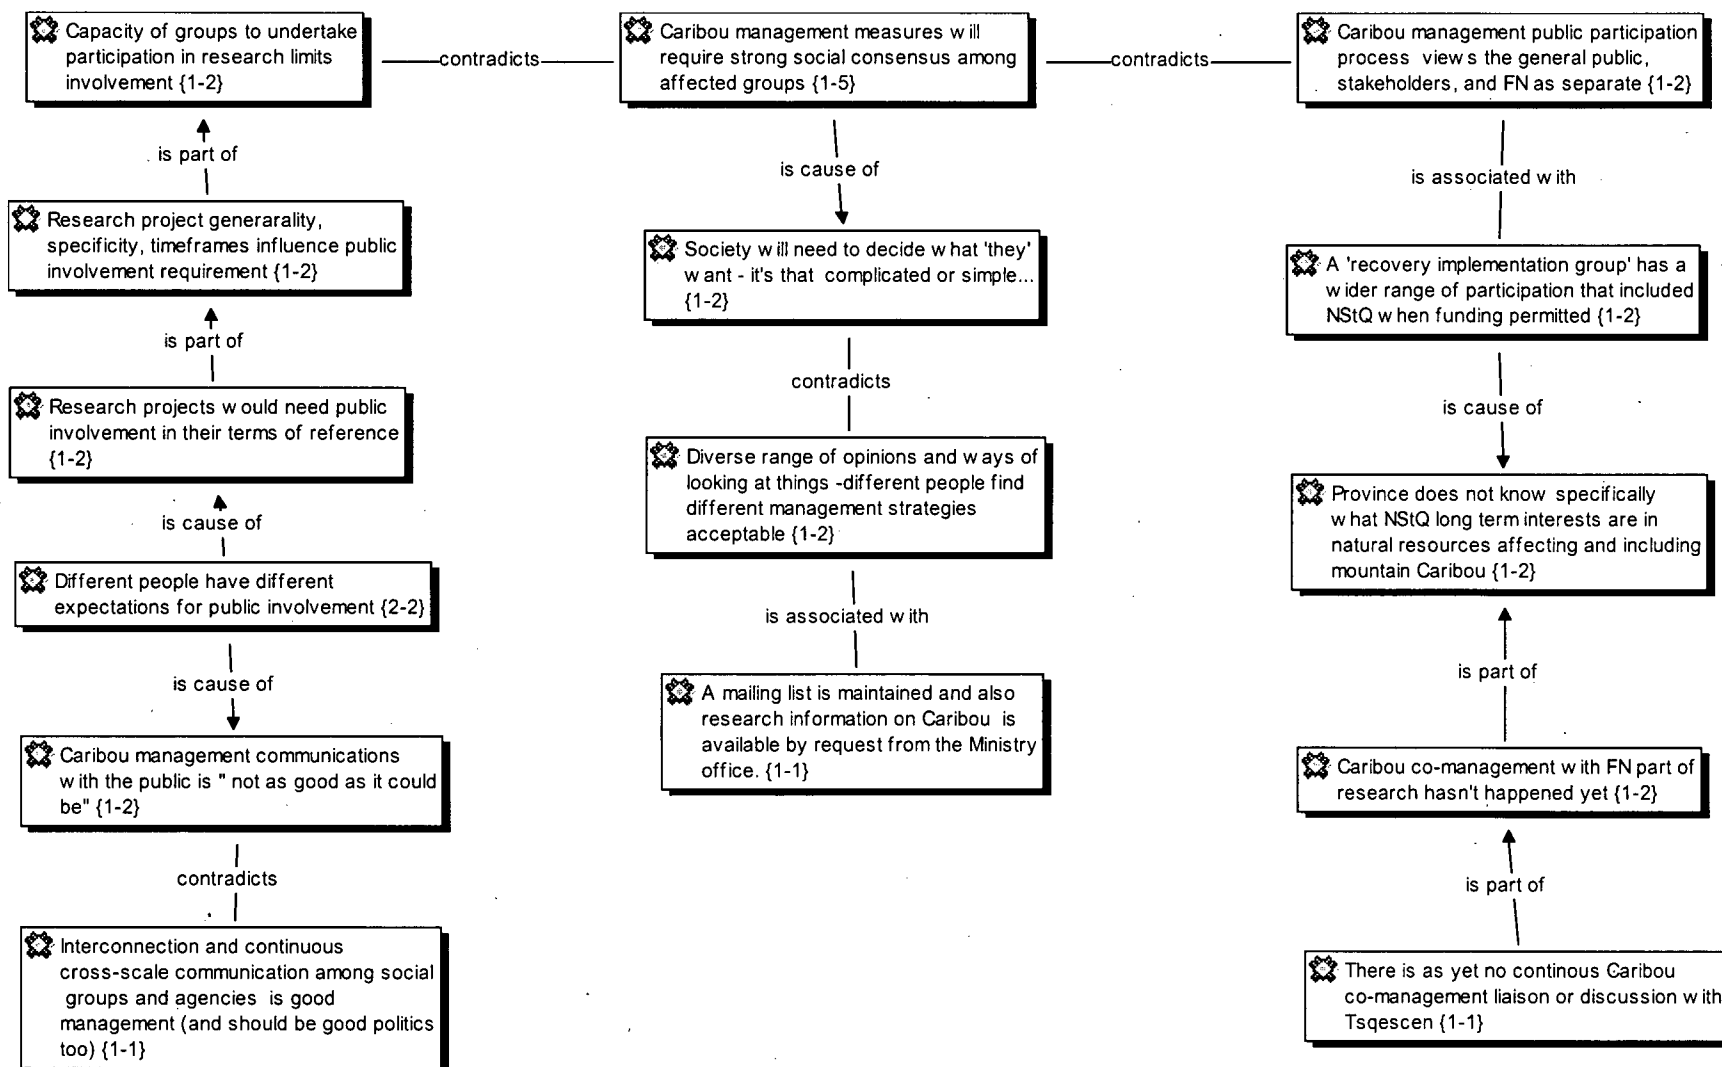 Capacity of groups to undertake
participation in research limits
involvement {1-2}
contradicts
Caribou management measures will
require strong social consensus among
affected groups {1-5}
contradicts
Caribou management public participation
process views the general public,
stakeholders, and FN as separate {1-2}
is part of
Research project generarality,
specificity, timeframes influence public
involvement requirement {1-2}
is part of
Research projects would need public
involvement in their terms of reference
{1-2}
is cause of
Different people have different
expectations for public involvement {2-2}
is cause of
Caribou management communications
with the public is " not as good as it could
be" {1-2}
contradicts
Interconnection and continuous
cross-scale communication among social
groups and agencies is good
management (and should be good politics
too) {1-1}
is cause of
Society will need to decide what 'they'
want - it's that complicated or simple...
{1-2}
contradicts
Diverse range of opinions and ways of
looking at things -different people find
different management strategies
acceptable {1-2}
is associated with
A mailing list is maintained and also
research information on Caribou is
available by request from the Ministry
office. {1-1}
is associated with
A 'recovery implementation group' has a
wider range of participation that included
NStQ when funding permitted {1-2}
is cause of
Province does not know specifically
what NStQ long term interests are in
natural resources affecting and including
mountain Caribou {1-2}
is part of
Caribou co-management with FN part of
research hasn't happened yet {1-2}
is part of
There is as yet no continous Caribou
co-management liaison or discussion with
Tsqescen {1-1}